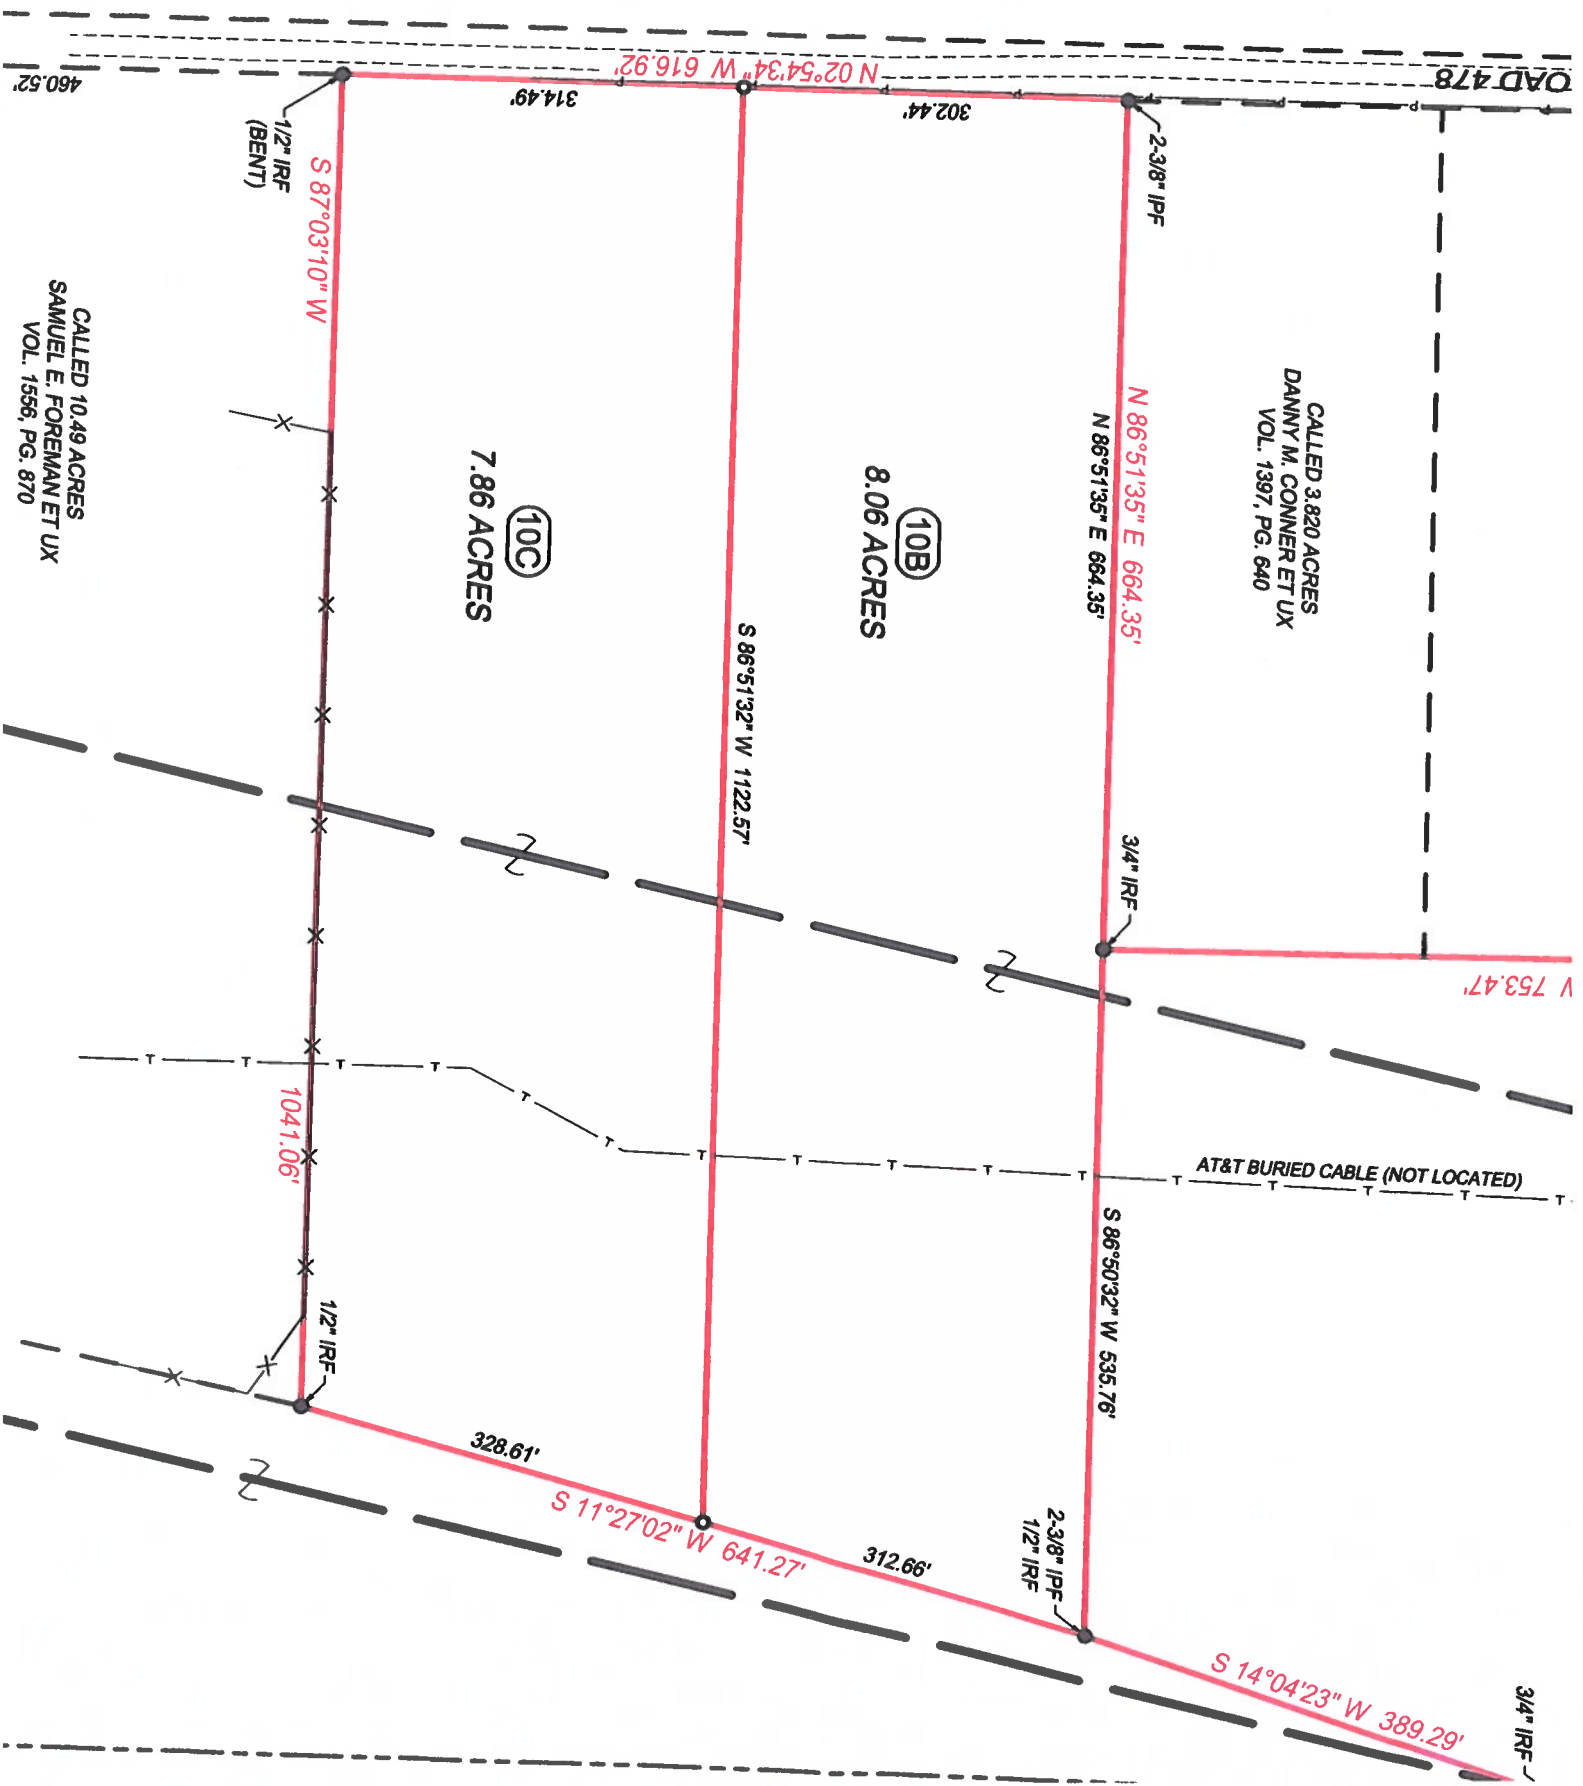 OAD 478
N 02°54'34" W 616.92'
460.52'
314.49'
302.44'
1/2" IRF
(BENT)
2-3/8" IPF
S 87°03'10" W
1041.06'
CALLED 10.49 ACRES
SAMUEL E. FOREMAN ET UX
VOL. 1556, PG. 870
CALLED 3.820 ACRES
DANNY M. CONNER ET UX
VOL. 1397, PG. 640
N 86°51'35" E 664.35'
N 86°51'35" E 664.35'
10B
8.06 ACRES
10C
7.86 ACRES
S 86°51'32" W 1122.57'
3/4" IRF
753.47'
AT&T BURIED CABLE (NOT LOCATED)
S 86°50'32" W 535.76'
1/2" IRF
328.61'
S 11°27'02" W 641.27'
312.66'
2-3/8" IPF
1/2" IRF
S 14°04'23" W 389.29'
3/4" IRF